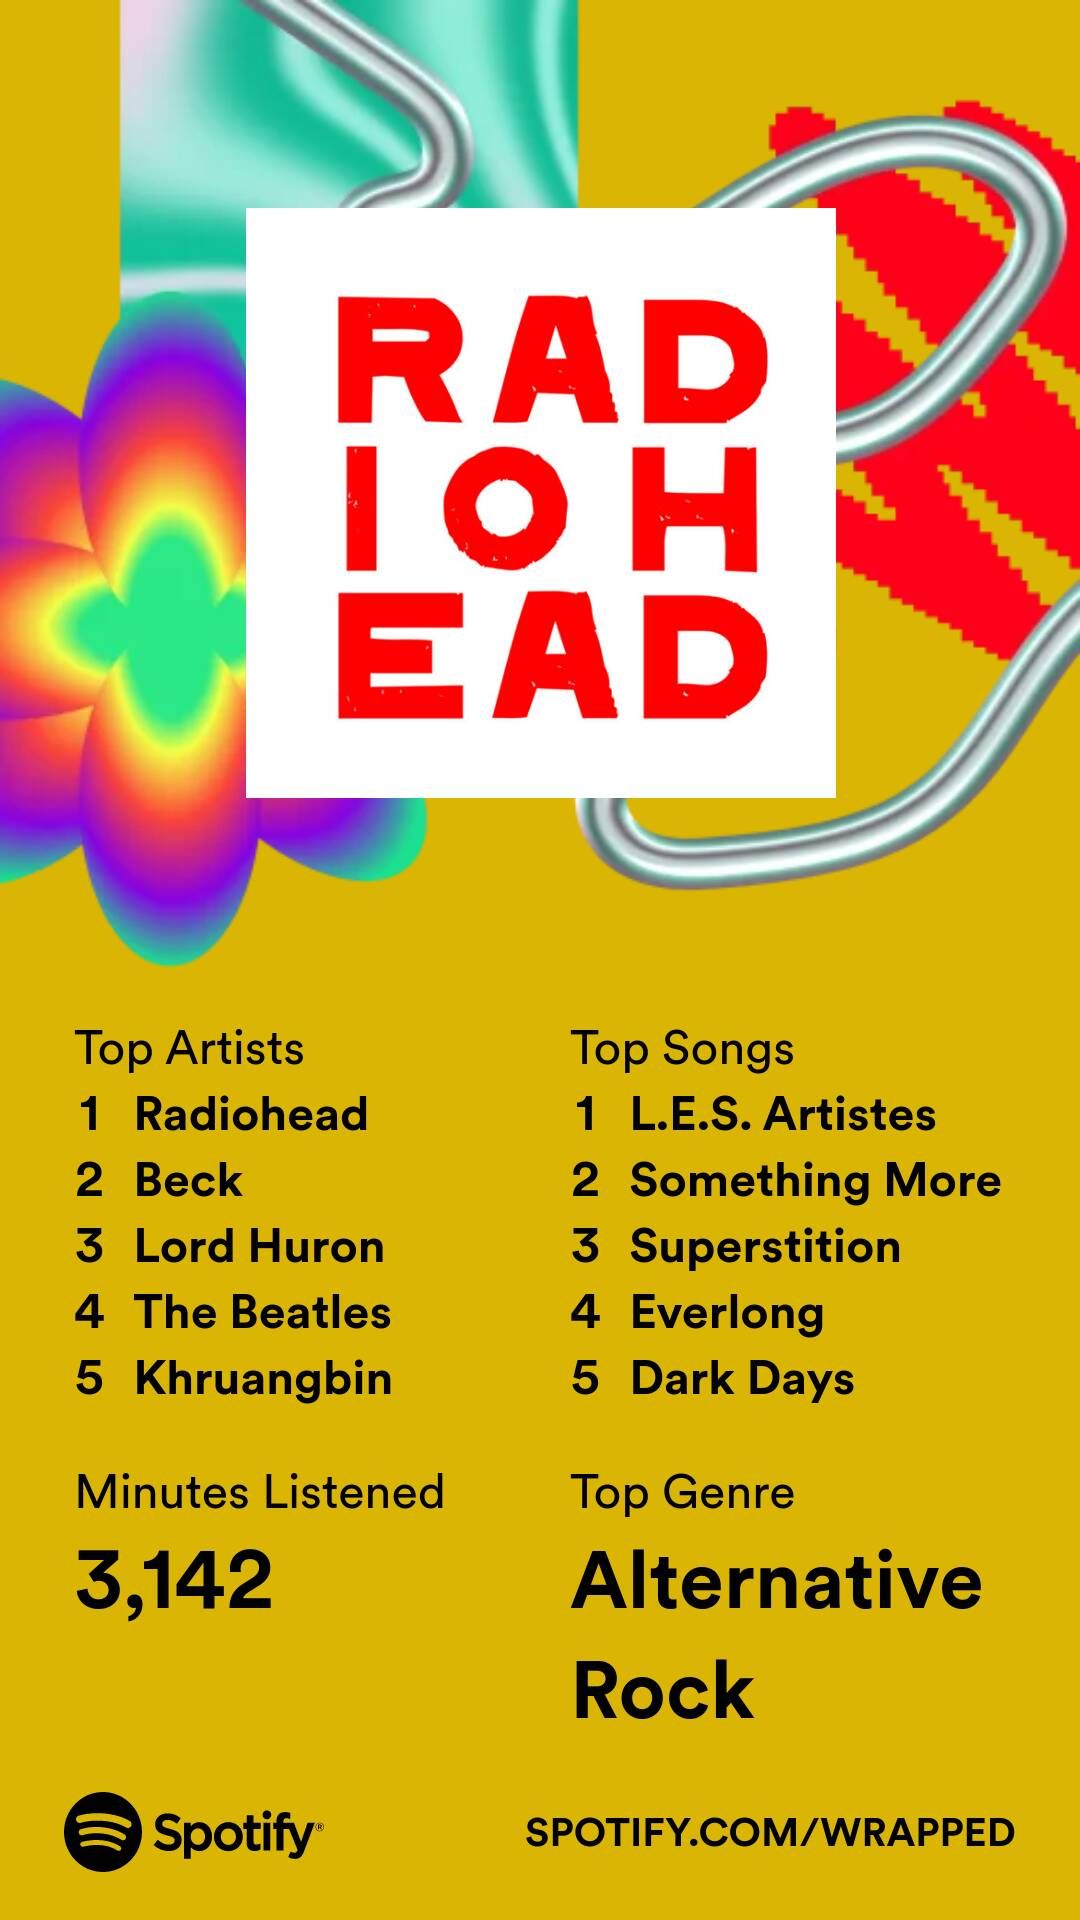 RAD
IOH
EAD
Top Artists
1 Radiohead
2 Beck
3 Lord Huron
4 The Beatles
5 Khruangbin
Top Songs
1 L.E.S. Artistes
2 Something More
3 Superstition
4 Everlong
5 Dark Days
Minutes Listened
3,142
Top Genre
Alternative
Rock
Spotify®
SPOTIFY.COM/WRAPPED